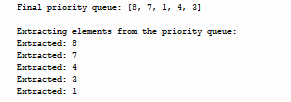 Final priority queue: [8, 7, 1, 4, 3]
Extracting elements from the priority queue:
Extracted: 8
Extracted: 7
Extracted: 4
Extracted: 3
Extracted: 1